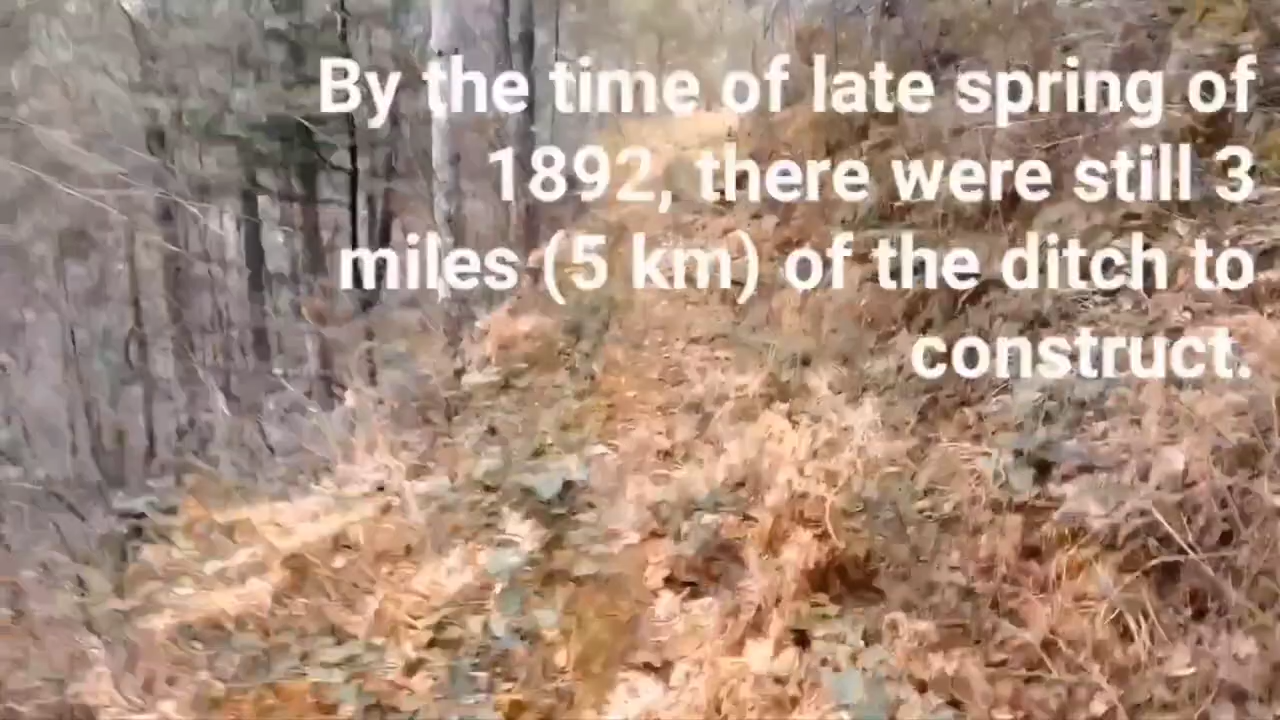 By the time of late spring of
1892, there were still 3
miles (5 km) of the ditch to
construct.